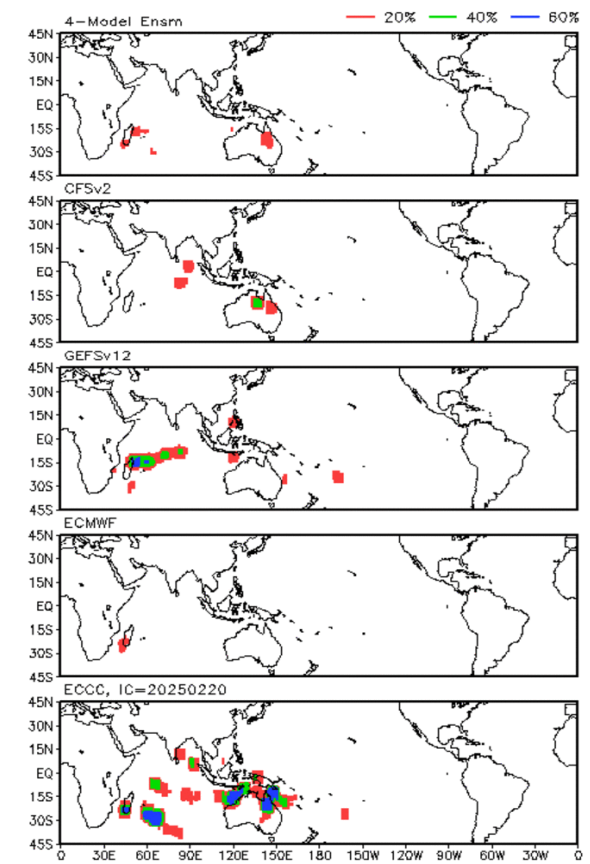 4-Model Ensm 20% 40% 60%
45N
30N
15N
EQ
15S
30S
45S
CFSv2
45N
30N
15N
EQ
15S
30S
45S
GEFSv12
45N
30N
15N
EQ
15S
30S
45S
ECMWF
45N
30N
15N
EQ
15S
30S
45S
ECCC, IC=20250220
45N
30N
15N
EQ
15S
30S
45S
0 30E 60E 90E 120E 150E 180 150W 120W 90W 60W 30W 0